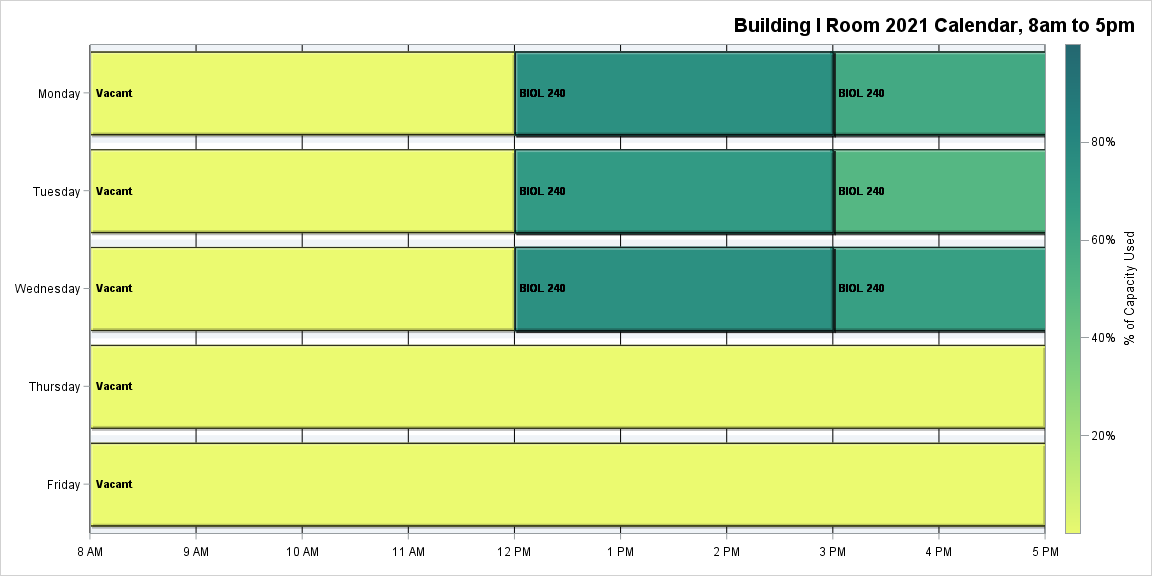 Building I Room 2021 Calendar, 8am to 5pm
Monday
Vacant
BIOL 240
BIOL 240
Tuesday
Vacant
BIOL 240
BIOL 240
Wednesday
Vacant
BIOL 240
BIOL 240
Thursday
Vacant
Friday
Vacant
8 AM 9 AM 10 AM 11 AM 12 PM 1 PM 2 PM 3 PM 4 PM 5 PM
80%
60%
40%
20%
% of Capacity Used